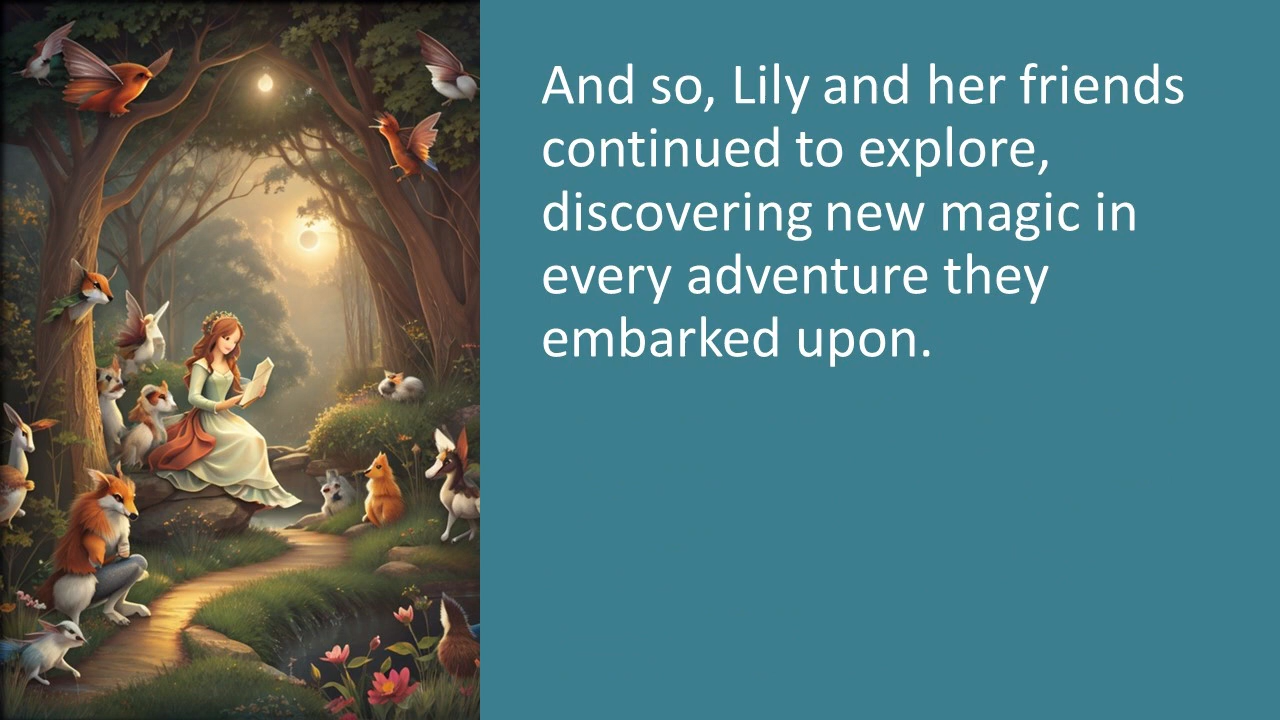 And so, Lily and her friends
continued to explore,
discovering new magic in
every adventure they
embarked upon.